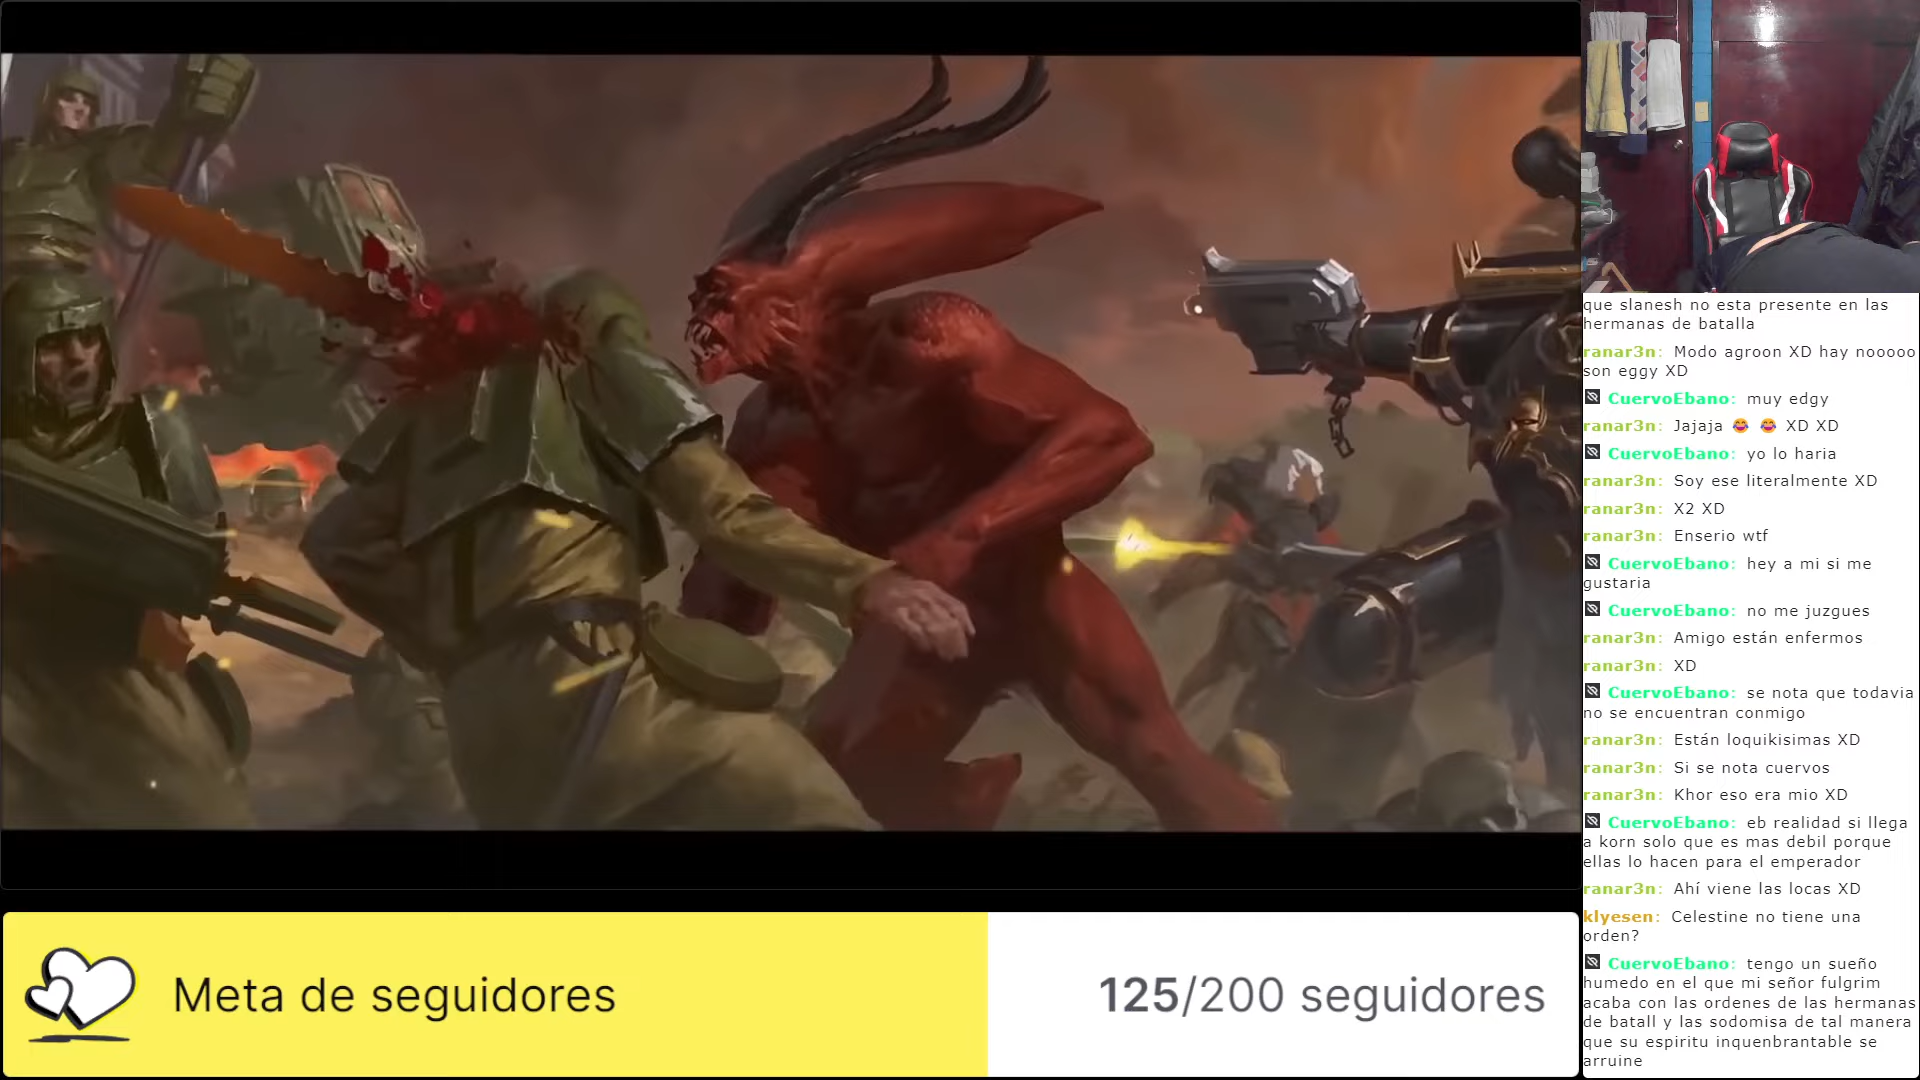 que slanesh no esta presente en las
hermanas de batalla
ranar3n: Modo agroon XD hay nooooo
son eggy XD
CuervoEbano: muy edgy
ranar3n: Jajaja 😂 😂 XD XD
CuervoEbano: yo lo haria
ranar3n: Soy ese literalmente XD
ranar3n: X2 XD
ranar3n: Enserio wtf
CuervoEbano: hey a mi si me
gustaria
CuervoEbano: no me juzgues
ranar3n: Amigo están enfermos
ranar3n: XD
CuervoEbano: se nota que todavia
no se encuentran conmigo
ranar3n: Están loquikisimas XD
ranar3n: Si se nota cuervos
ranar3n: Khor eso era mio XD
CuervoEbano: eb realidad si llega
a korn solo que es mas debil porque
ellas lo hacen para el emperador
ranar3n: Ahí viene las locas XD
klyesen: Celestine no tiene una
orden?
CuervoEbano: tengo un sueño
humedo en el que mi señor fulgrim
acaba con las ordenes de las hermanas
de batall y las sodomisa de tal manera
que su espiritu inquenbrantable se
arruine
Meta de seguidores
125/200 seguidores